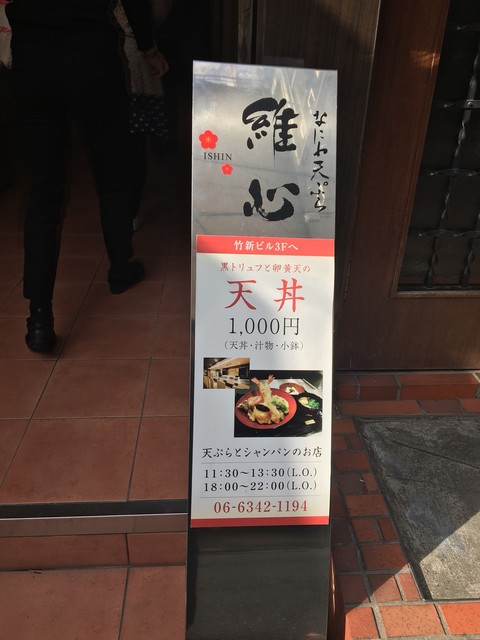 なにわ天ぷら
維心
ISHIN
竹新ビル3Fへ
黒トリュフと卵黄天の
天丼
1,000円
(天丼・汁物・小鉢)
天ぷらとシャンパンのお店
11:30～13:30(L.O.)
18:00～22:00(L.O.)
06-6342-1194